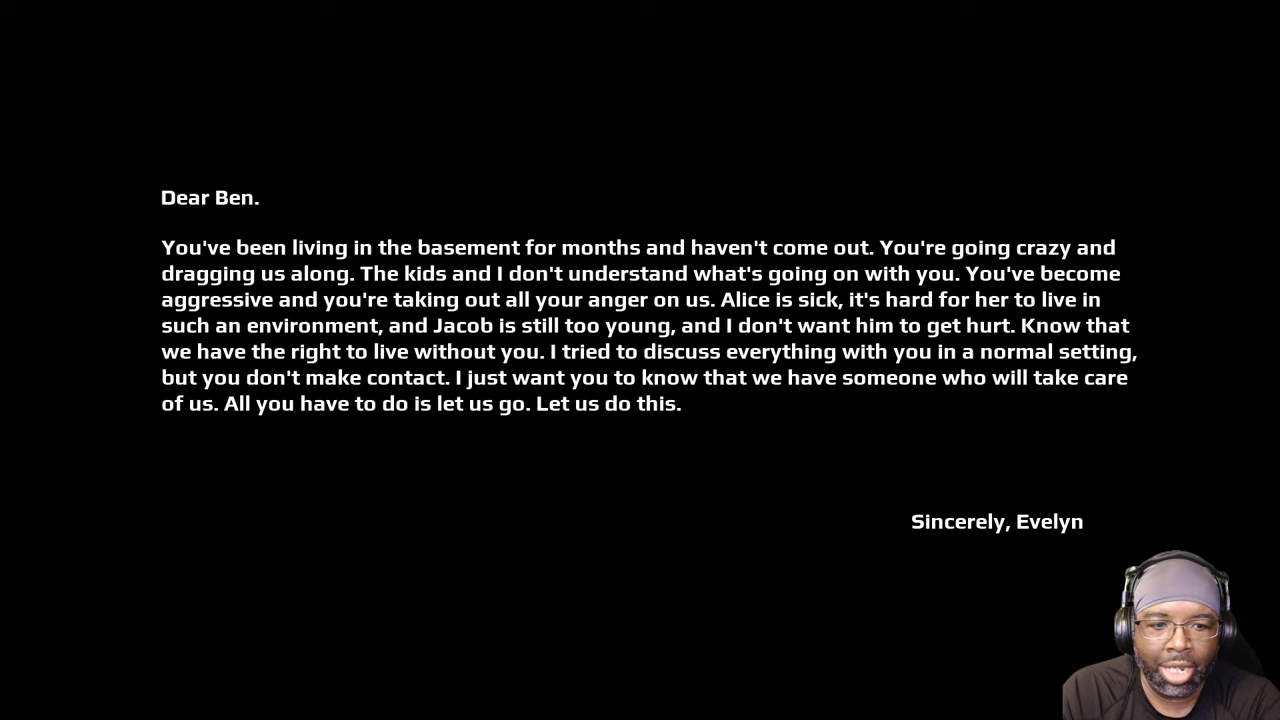 Dear Ben.
You've been living in the basement for months and haven't come out. You're going crazy and
dragging us along. The kids and I don't understand what's going on with you. You've become
aggressive and you're taking out all your anger on us. Alice is sick, it's hard for her to live in
such an environment, and Jacob is still too young, and I don't want him to get hurt. Know that
we have the right to live without you. I tried to discuss everything with you in a normal setting,
but you don't make contact. I just want you to know that we have someone who will take care
of us. All you have to do is let us go. Let us do this.
Sincerely, Evelyn